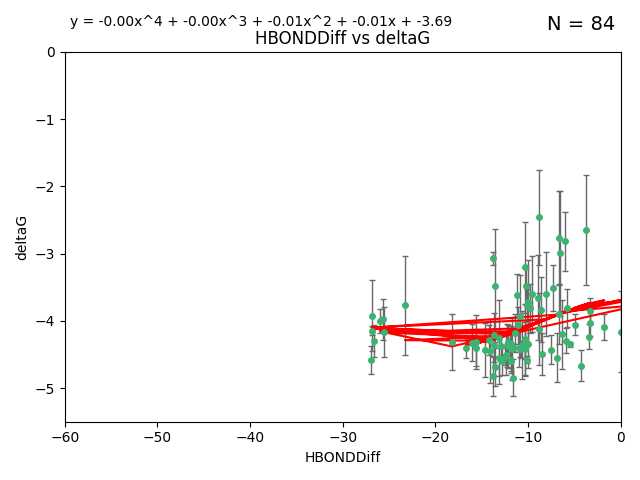 y = -0.00x^4 + -0.00x^3 + -0.01x^2 + -0.01x + -3.69
N = 84
HBONDDiff vs deltaG
0
−1
−2
−3
−4
−5
deltaG
−60 −50 −40 −30 −20 −10 0
HBONDDiff